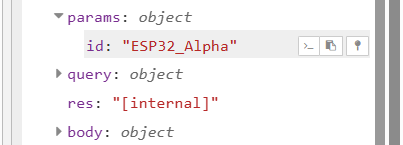 params: object
id: "ESP32_Alpha"
query: object
res: "[internal]"
body: object